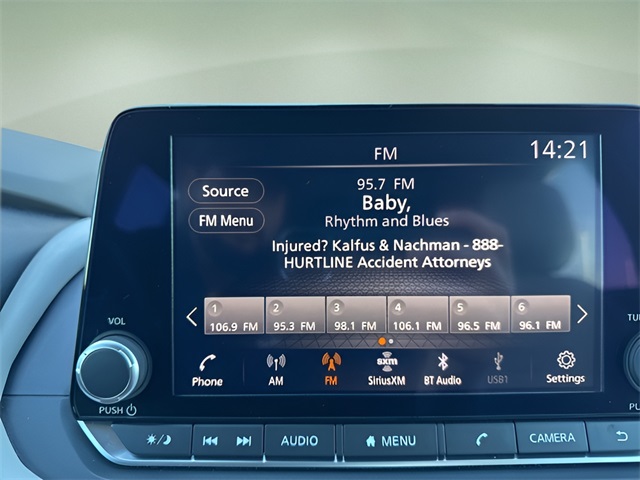 FM
14:21
Source
FM Menu
95.7 FM
Baby,
Rhythm and Blues
Injured? Kalfus & Nachman - 888-
HURTLINE Accident Attorneys
1 2 3 4 5 6
106.9 FM 95.3 FM 98.1 FM 106.1 FM 96.5 FM 96.1 FM
VOL
TU
sxm
Phone AM FM SiriusXM BT Audio USB1 Settings
PUSH
PU
AUDIO MENU CAMERA